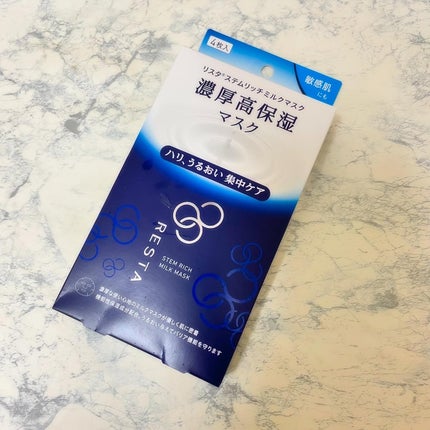 4枚入
敏感肌
にも
リスタ®ステムリッチミルクマスク
濃厚高保湿
マスク
ハリ、うるおい 集中ケア
RESTA
STEM RICH
MILK MASK